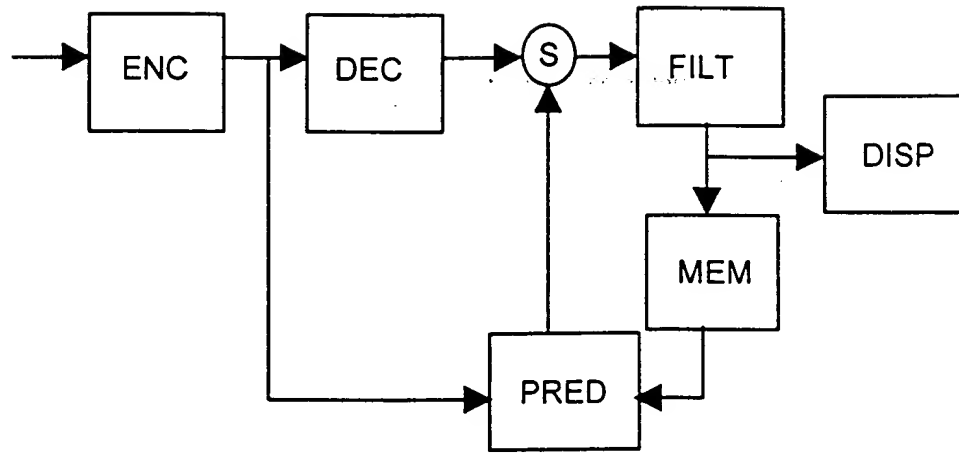 ENC
DEC
S
FILT
DISP
MEM
PRED